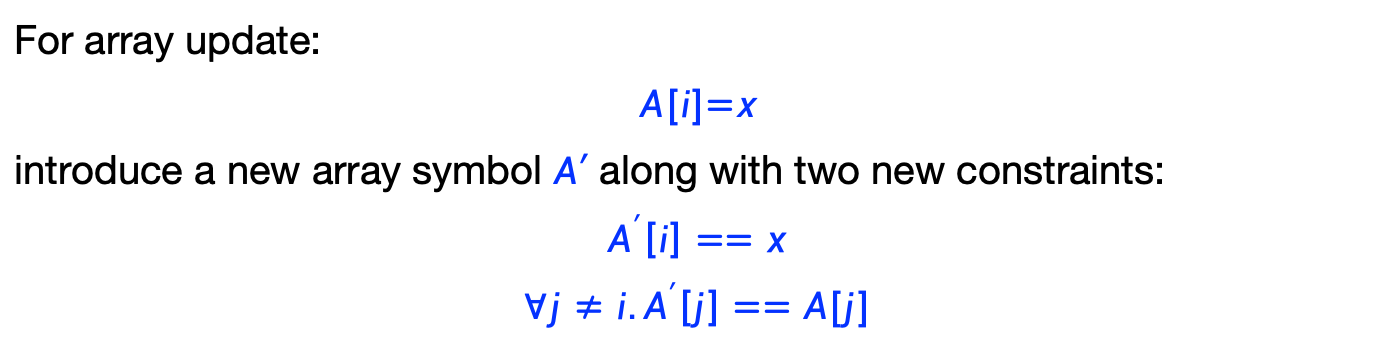 For array update:
A[i]=x
introduce a new array symbol A′ along with two new constraints:
A′[i] == x
∀j ≠ i. A′[j] == A[j]